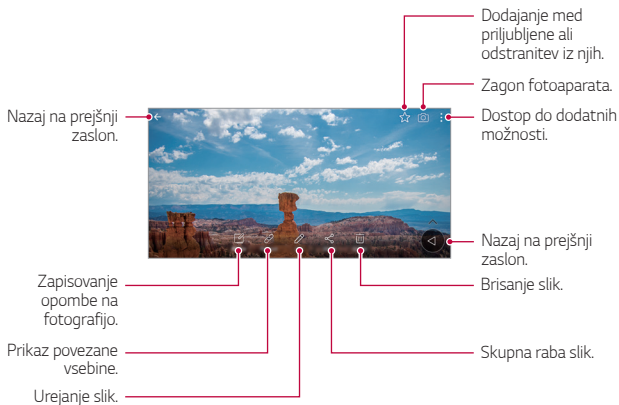 Dodajanje med
priljubljene ali
odstranitev iz njih.
Zagon fotoaparata.
Nazaj na prejšnji
zaslon.
Dostop do dodatnih
možnosti.
Nazaj na prejšnji
zaslon.
Zapisovanje
opombe na
fotografijo.
Brisanje slik.
Prikaz povezane
vsebine.
Skupna raba slik.
Urejanje slik.